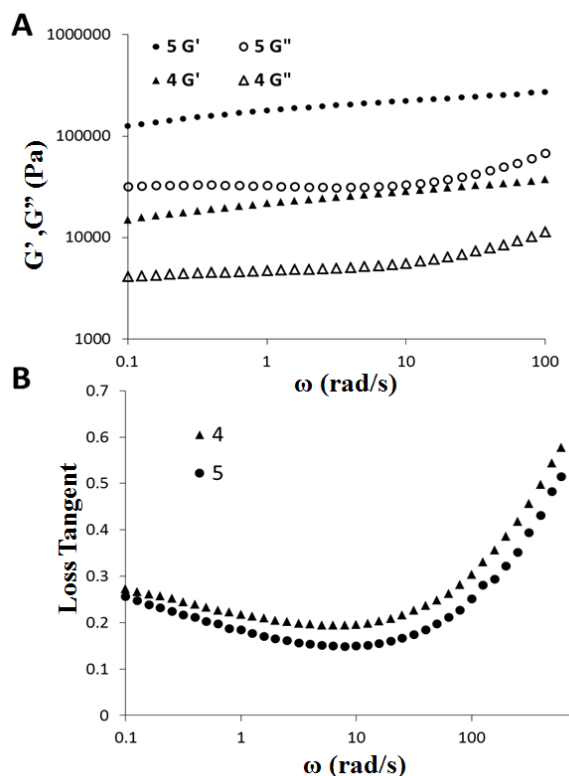 A
1000000
5 G' 5 G"
4 G' 4 G"
100000
10000
1000
G’ ,G” (Pa)
0.1 1 10 100
ω (rad/s)
B
0.7
0.6
0.5
0.4
0.3
0.2
0.1
0
4
5
Loss Tangent
0.1 1 10 100
ω (rad/s)